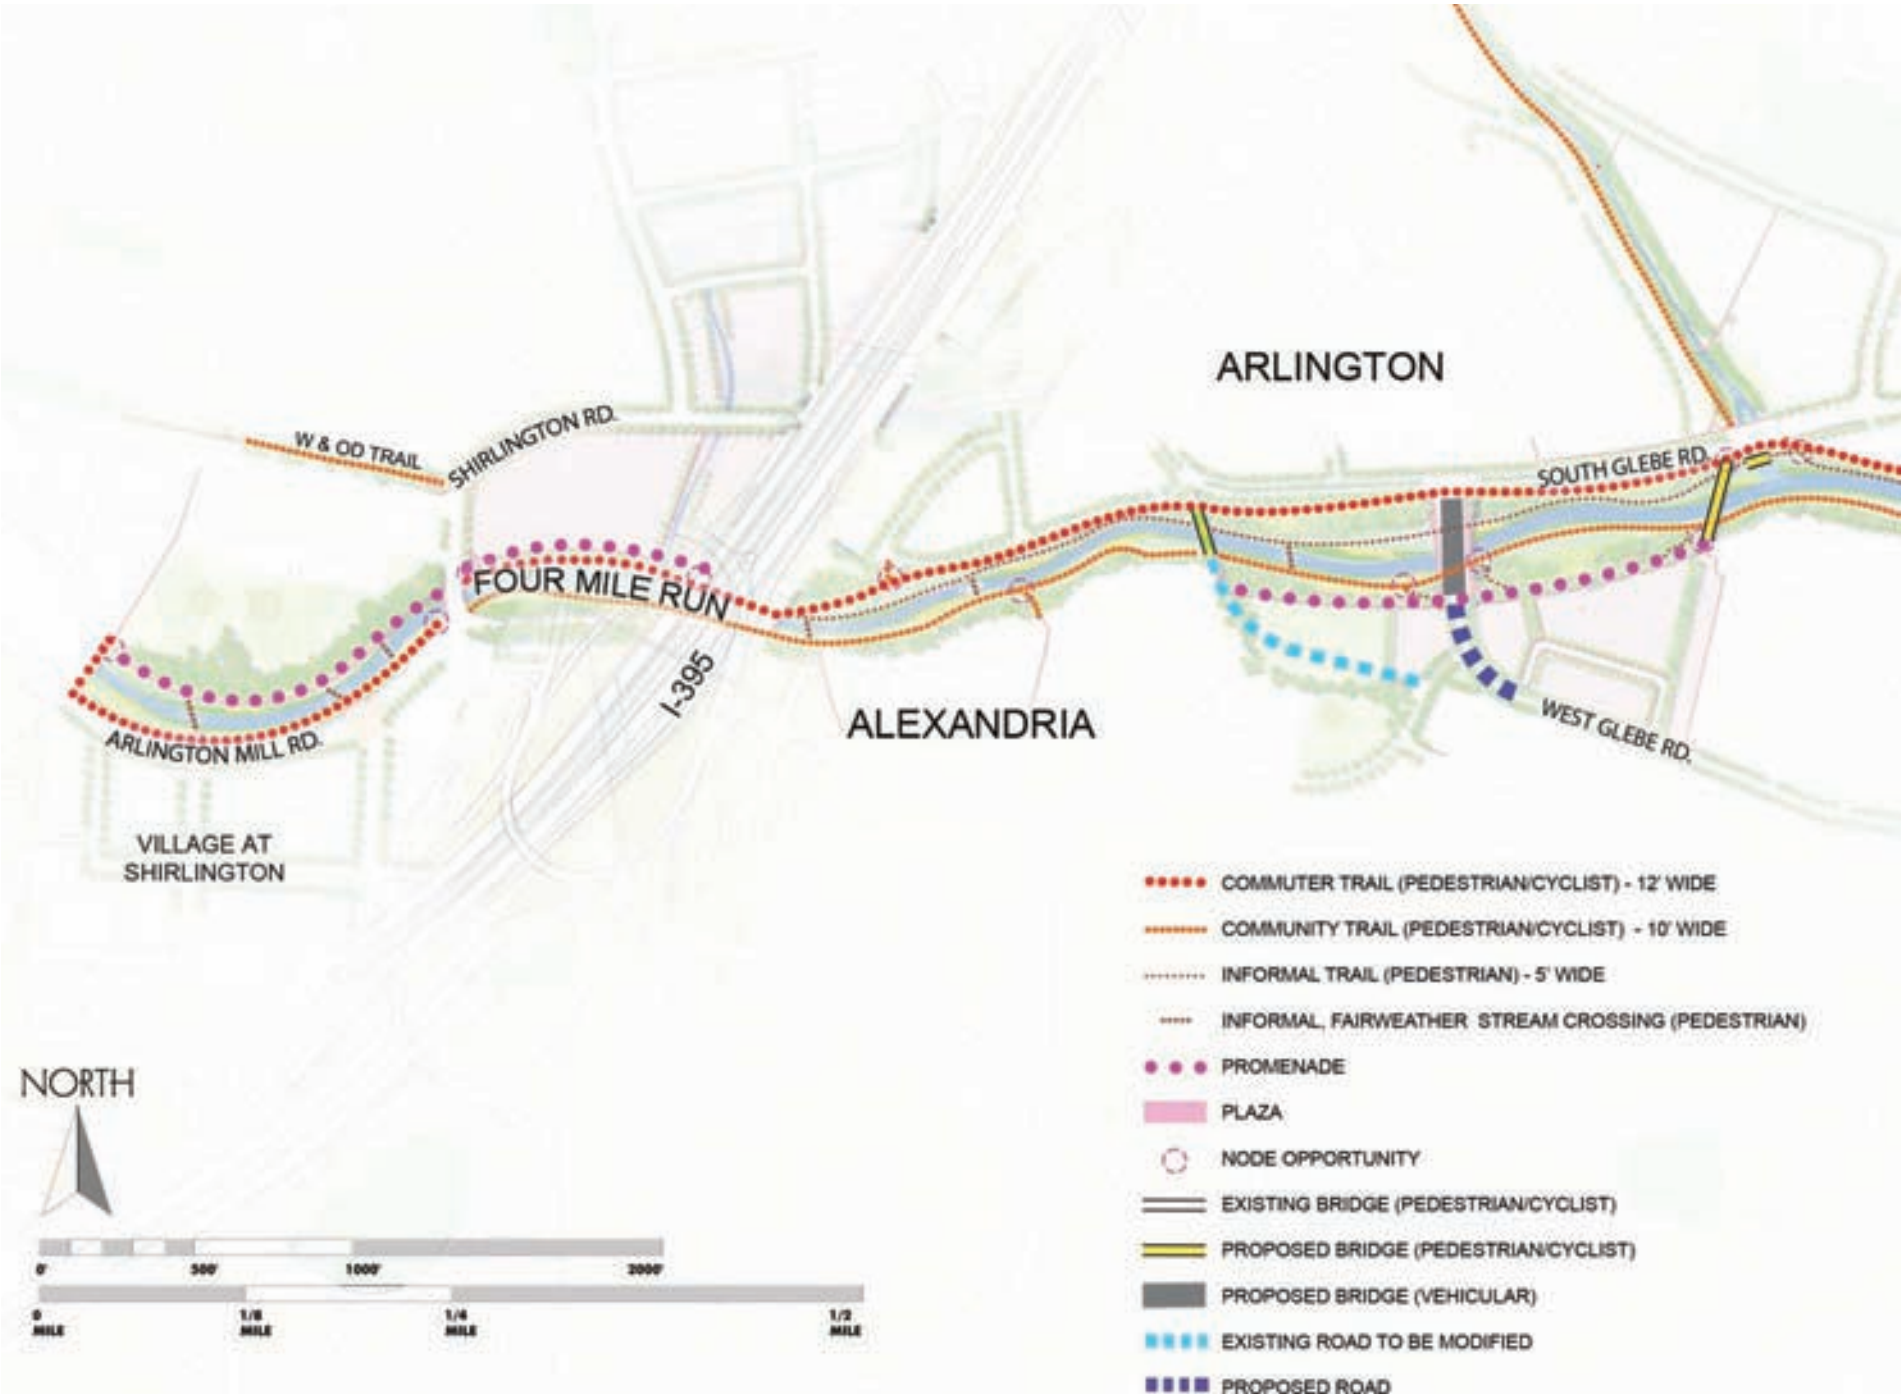 ARLINGTON
W & OD TRAIL
SHIRLINGTON RD.
SOUTH GLEBE RD.
FOUR MILE RUN
I-395
ALEXANDRIA
ARLINGTON MILL RD.
WEST GLEBE RD.
VILLAGE AT
SHIRLINGTON
COMMUTER TRAIL (PEDESTRIAN/CYCLIST) - 12' WIDE
COMMUNITY TRAIL (PEDESTRIAN/CYCLIST) - 10' WIDE
INFORMAL TRAIL (PEDESTRIAN) - 5' WIDE
INFORMAL, FAIRWEATHER STREAM CROSSING (PEDESTRIAN)
PROMENADE
PLAZA
NODE OPPORTUNITY
EXISTING BRIDGE (PEDESTRIAN/CYCLIST)
PROPOSED BRIDGE (PEDESTRIAN/CYCLIST)
PROPOSED BRIDGE (VEHICULAR)
EXISTING ROAD TO BE MODIFIED
PROPOSED ROAD
NORTH
0' 500' 1000' 2000'
0 1/8 1/4 1/2
MILE MILE MILE MILE